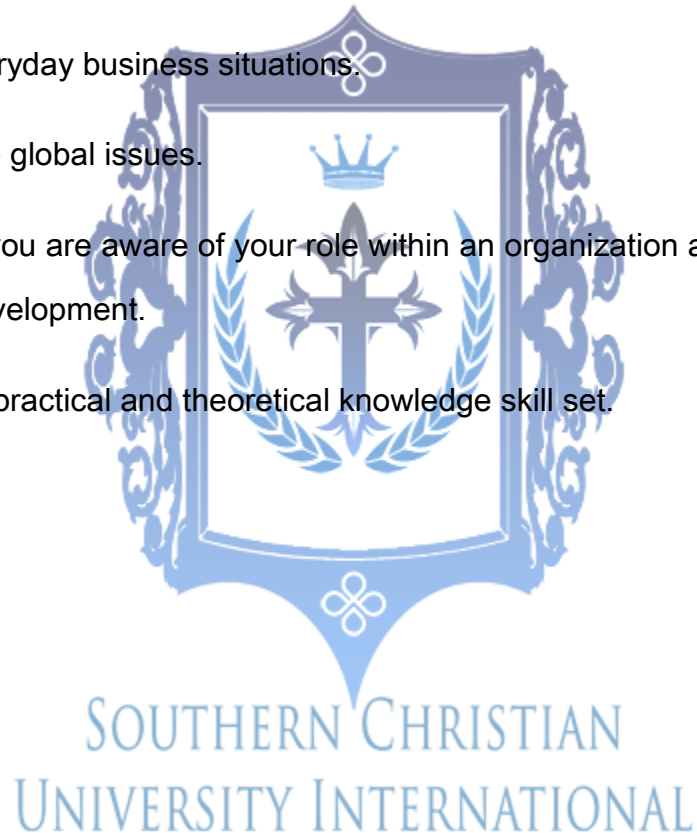 ryday business situations.
global issues.
you are aware of your role within an organization a
velopment.
practical and theoretical knowledge skill set.
SOUTHERN CHRISTIAN
UNIVERSITY INTERNATIONAL